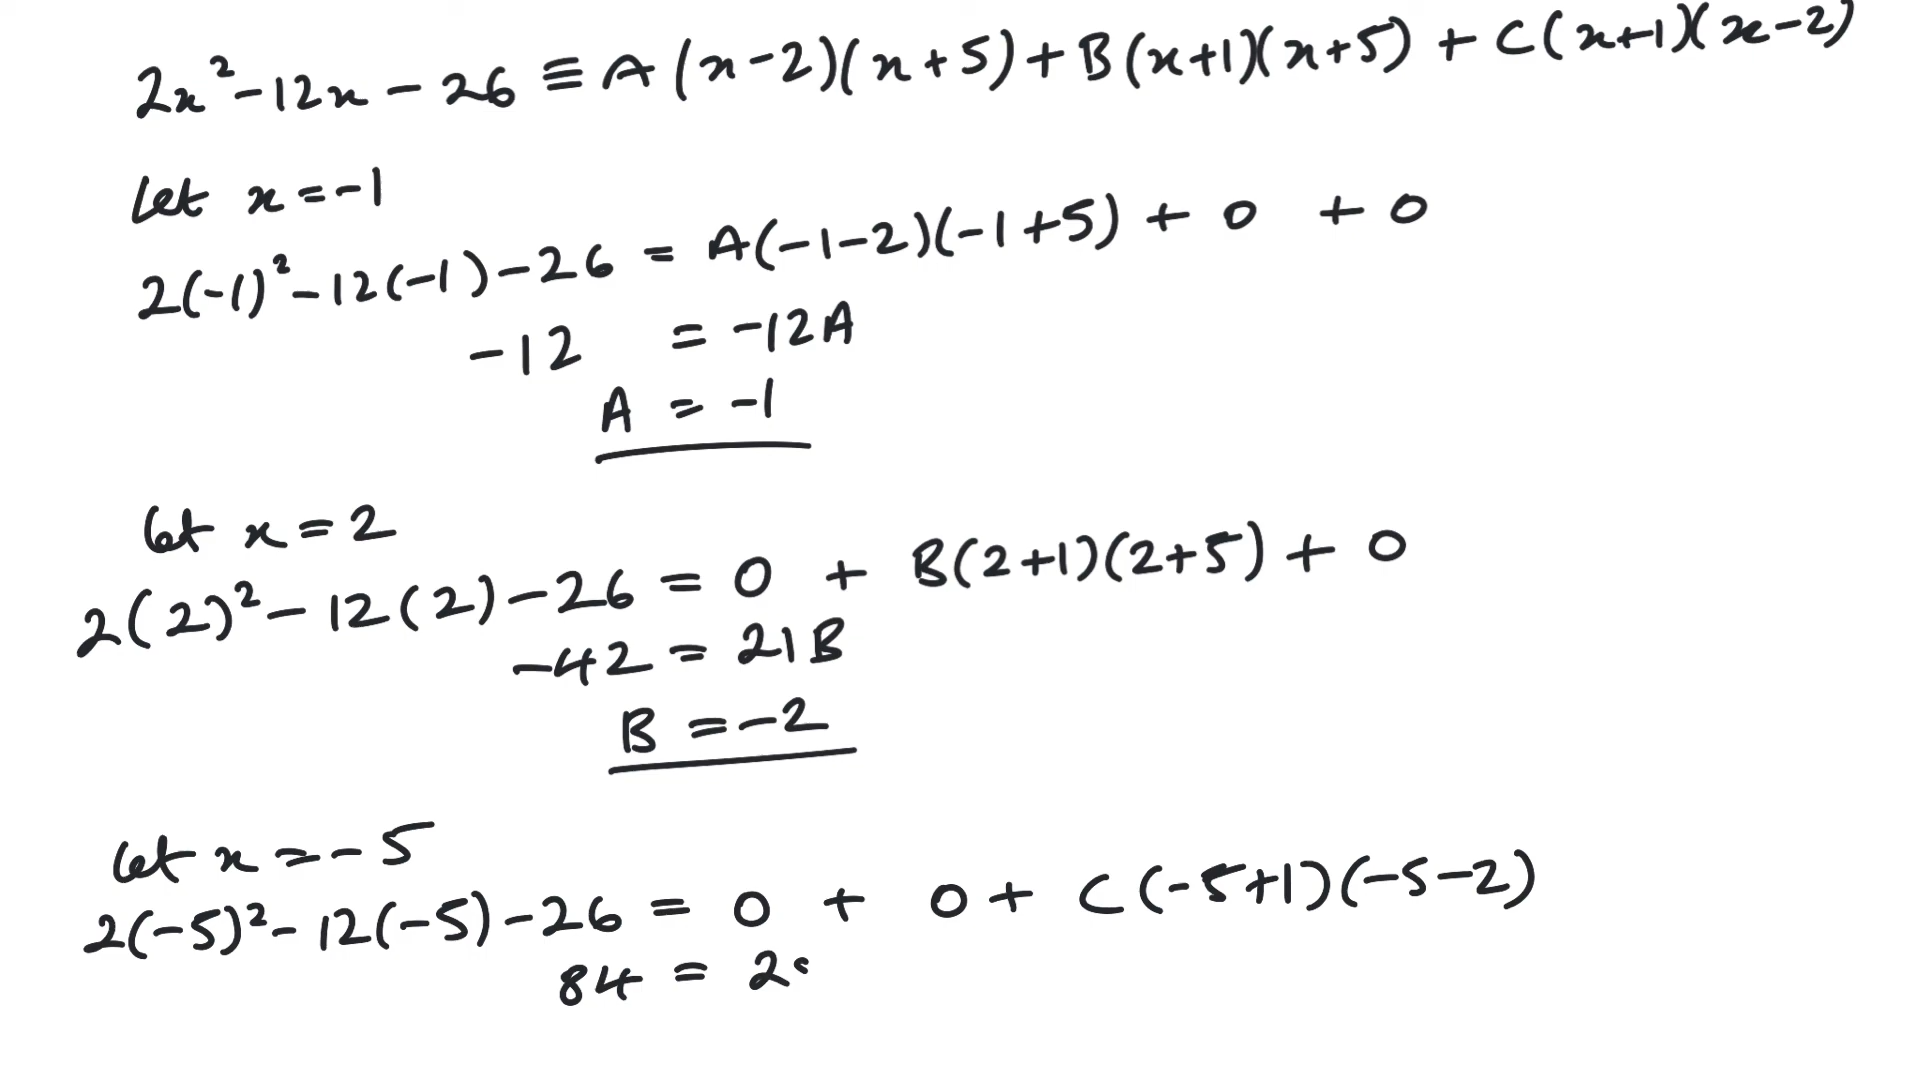 2x²-12x-26 ≡ A(x-2)(x+5)+B(x+1)(x+5)+C(x+1)(x-2)
let x=-1
2(-1)²-12(-1)-26 = A(-1-2)(-1+5)+0+0
-12 = -12A
A = -1
let x=2
2(2)²-12(2)-26 = 0 + B(2+1)(2+5)+0
-42 = 21B
B = -2
let x=-5
2(-5)²-12(-5)-26 = 0 + 0 + C(-5+1)(-5-2)
84 = 2